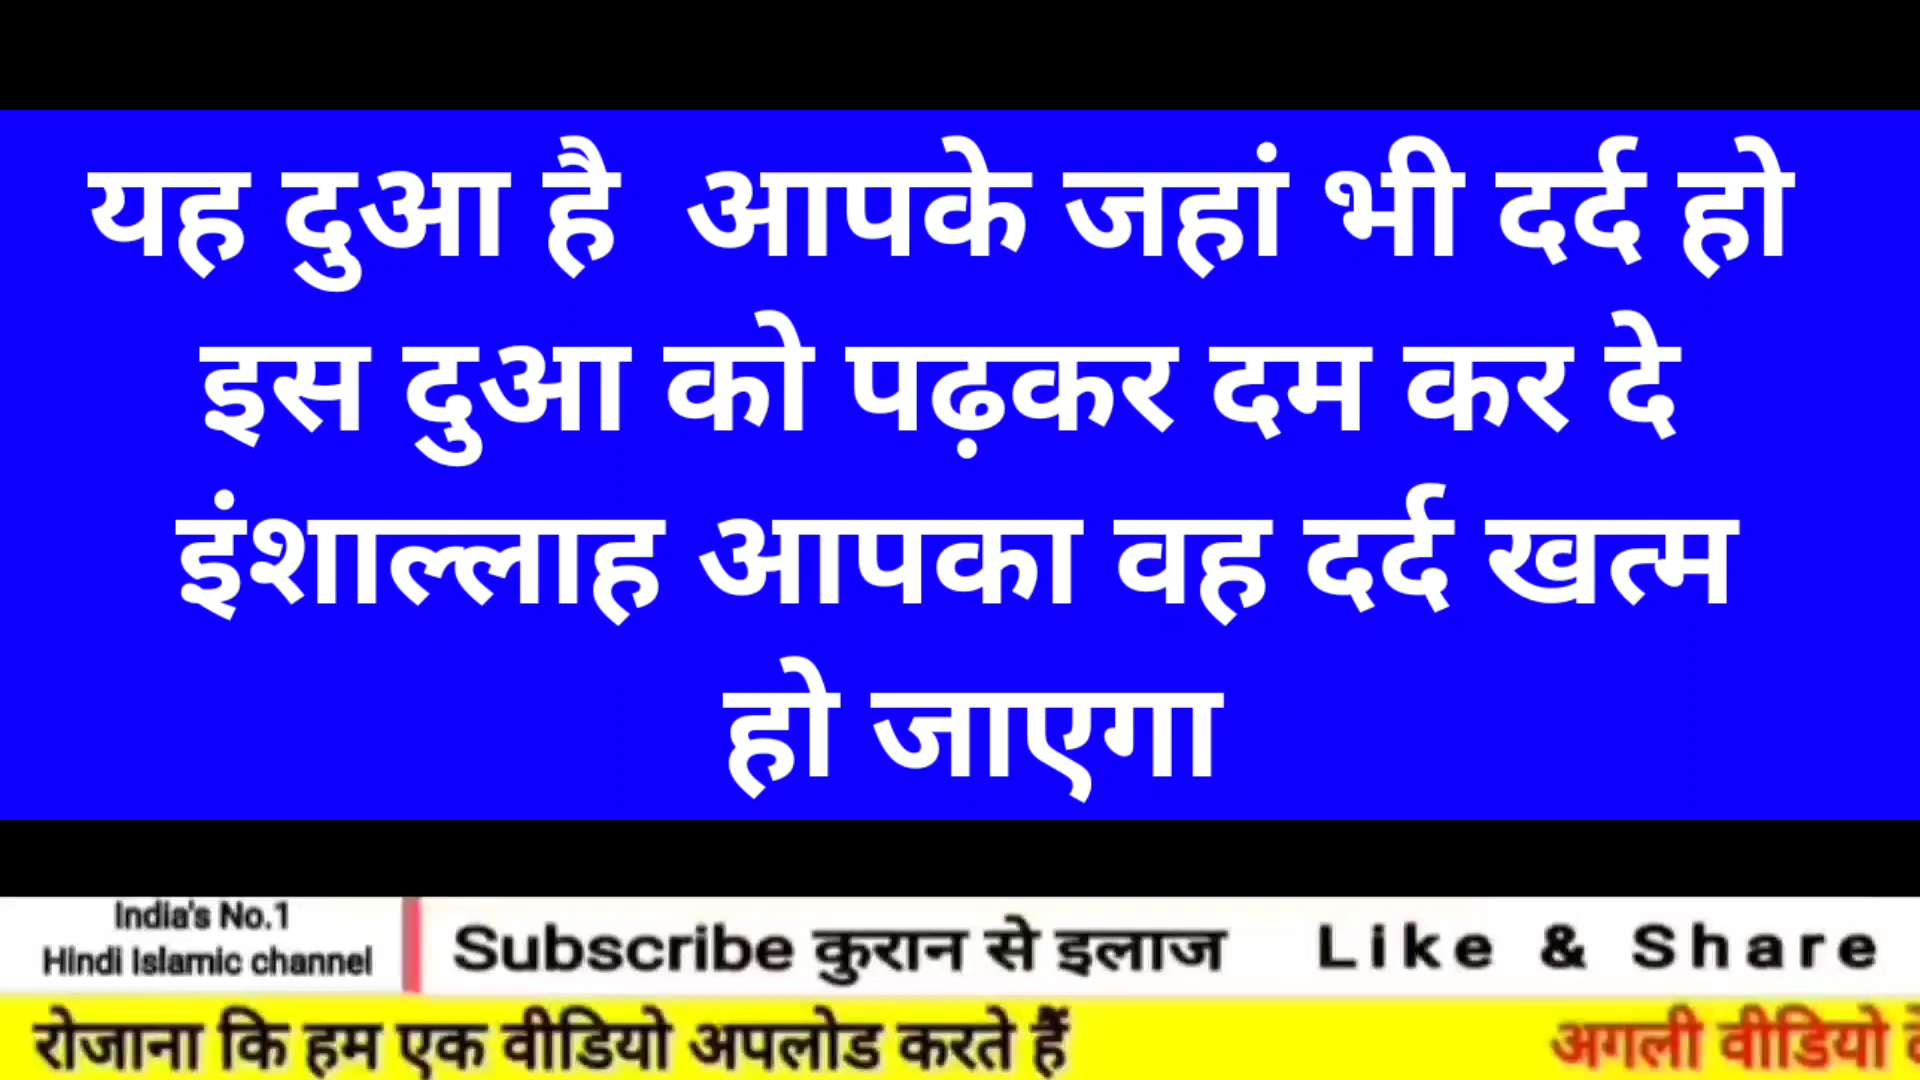 यह दुआ है आपके जहां भी दर्द हो
इस दुआ को पढ़कर दम कर दे
इंशाल्लाह आपका वह दर्द खत्म
हो जाएगा
India's No.1
Hindi Islamic channel
Subscribe कुरान से इलाज Like & Share
रोजाना कि हम एक वीडियो अपलोड करते हैं अगली वीडियो